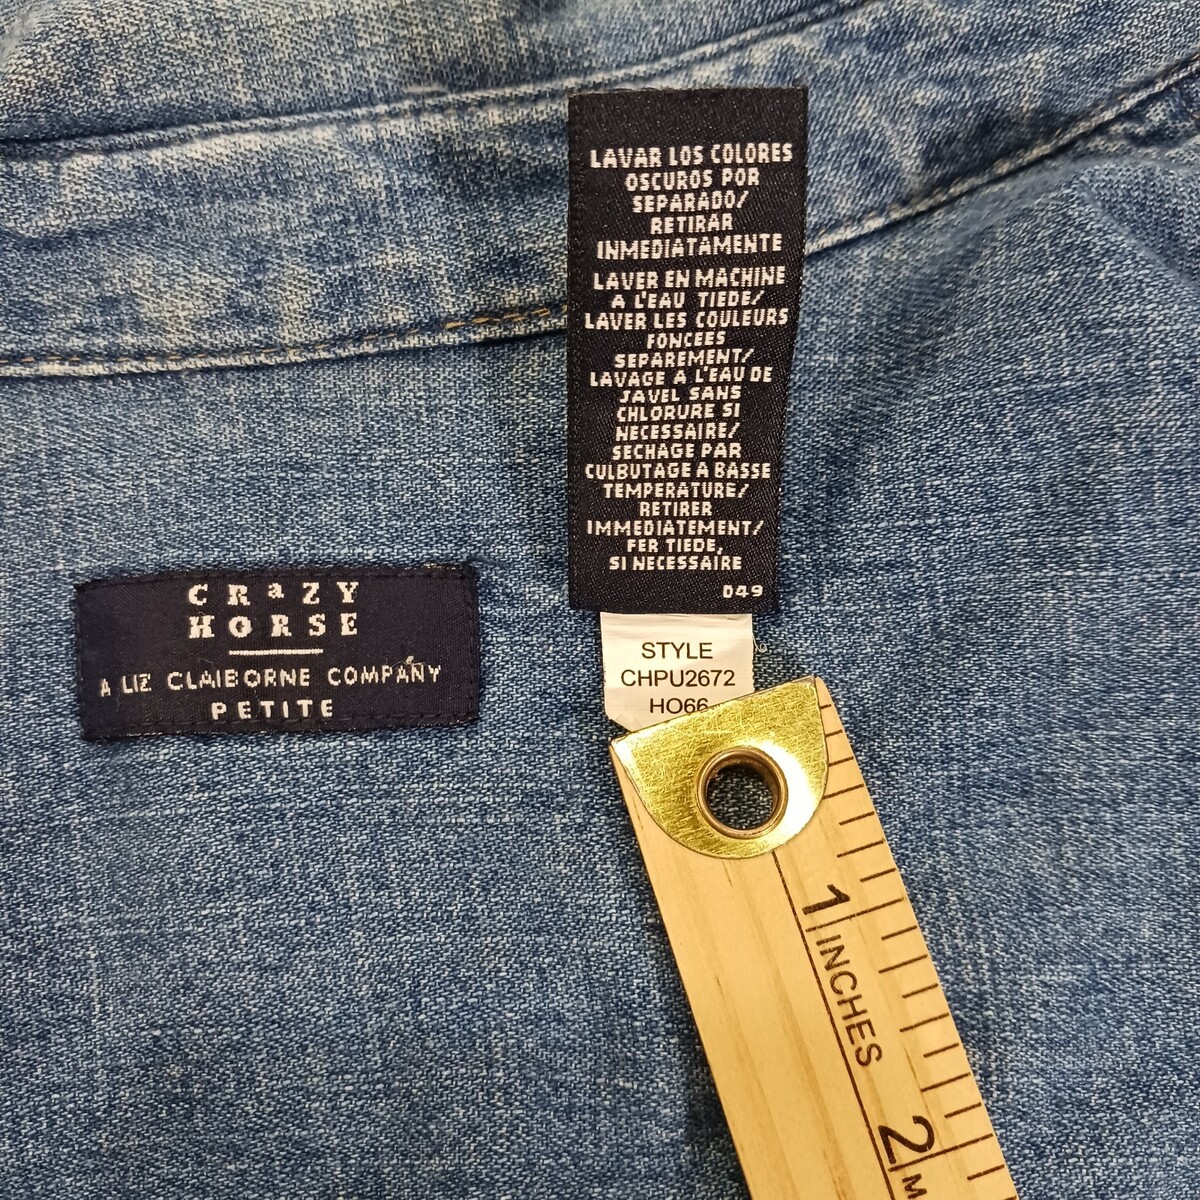 LAVAR LOS COLORES
OSCUROS POR
SEPARADO/
RETIRAR
INMEDIATAMENTE
LAVER EN MACHINE
A L'EAU TIEDE/
LAVER LES COULEURS
FONCEES
SEPAREMENT/
LAVAGE A L'EAU DE
JAVEL SANS
CHLORURE SI
NECESSAIRE/
SECHAGE PAR
CULBUTAGE A BASSE
TEMPERATURE/
RETIRER
IMMEDIATEMENT/
FER TIEDE,
SI NECESSAIRE
D49
CRaZY
HORSE
A LIZ CLAIBORNE COMPANY
PETITE
STYLE
CHPU2672
HO66
1
INCHES
2
M